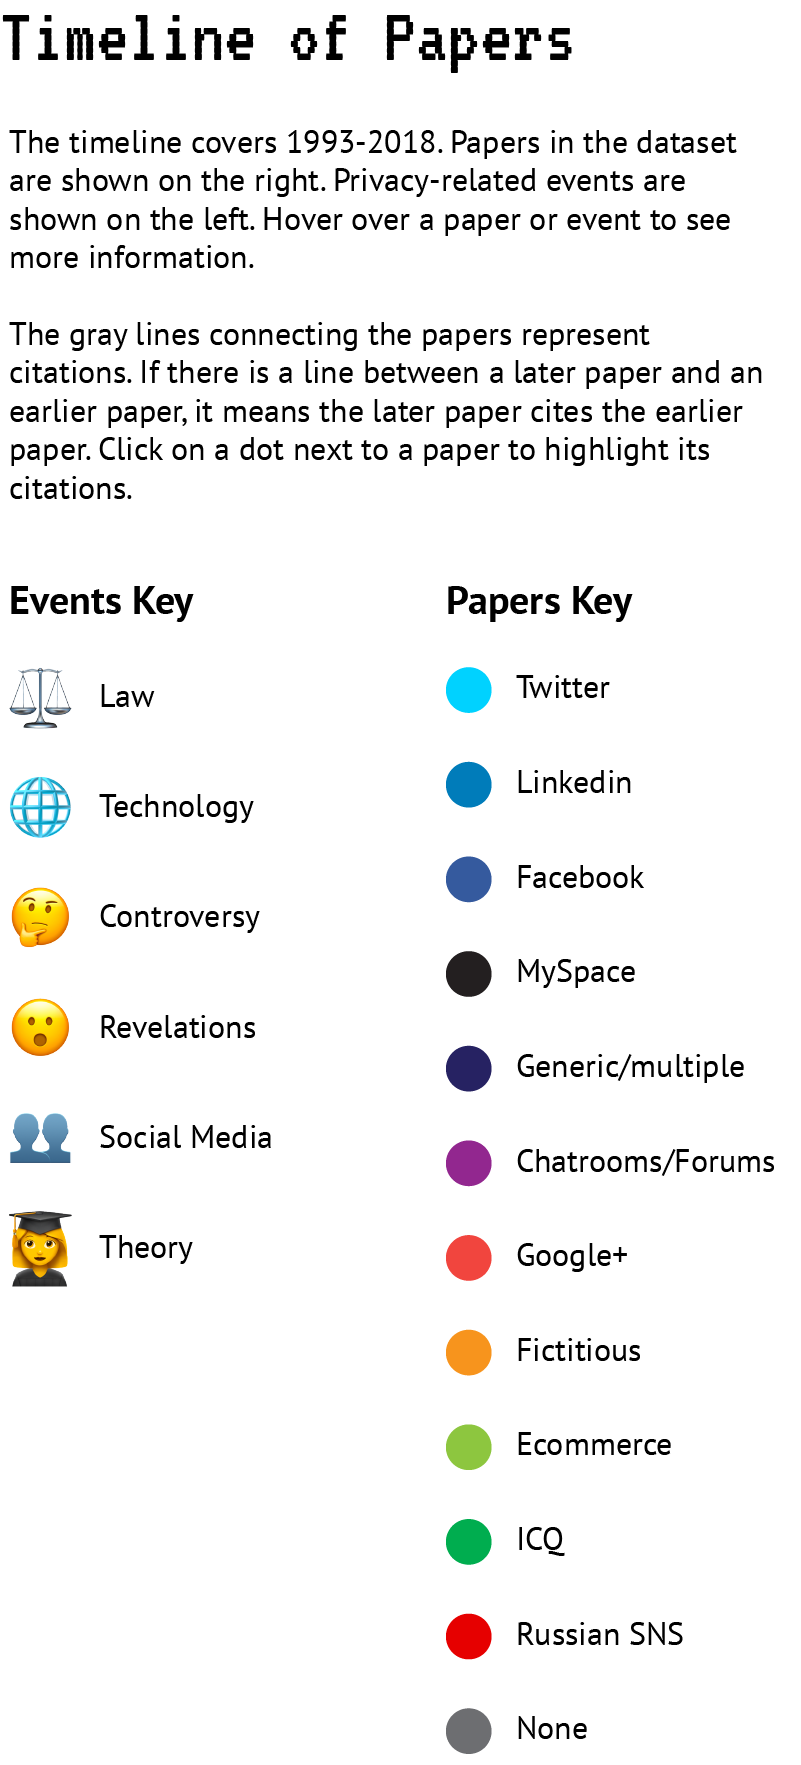 Timeline of Papers
The timeline covers 1993-2018. Papers in the dataset
are shown on the right. Privacy-related events are
shown on the left. Hover over a paper or event to see
more information.
The gray lines connecting the papers represent
citations. If there is a line between a later paper and an
earlier paper, it means the later paper cites the earlier
paper. Click on a dot next to a paper to highlight its
citations.
Events Key
Law
Technology
Controversy
Revelations
Social Media
Theory
Papers Key
Twitter
Linkedin
Facebook
MySpace
Generic/multiple
Chatrooms/Forums
Google+
Fictitious
Ecommerce
ICQ
Russian SNS
None